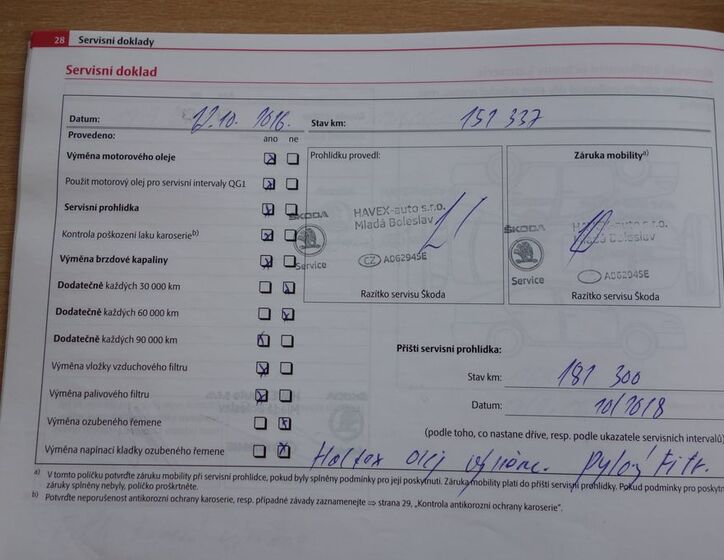 28 Servisní doklady
Servisní doklad
Datum: 12.10. 2016. Stav km: 151 337
Provedeno: ano ne
Výměna motorového oleje
Použit motorový olej pro servisní intervaly QG1
Servisní prohlídka
Kontrola poškození laku karoserie b)
Výměna brzdové kapaliny
Dodatečně každých 30 000 km
Dodatečně každých 60 000 km
Dodatečně každých 90 000 km
Výměna vložky vzduchového filtru
Výměna palivového filtru
Výměna ozubeného řemene
Výměna napínací kladky ozubeného řemene
Prohlídku provedl:
ŠKODA
Service
HAVEX-auto s.r.o.
Mladá Boleslav
CZ A06294SE
Razítko servisu Škoda
Záruka mobility a)
ŠKODA
Service
HAVEX-auto s.r.o.
Mladá Boleslav
A06294SE
Razítko servisu Škoda
Příští servisní prohlídka:
Stav km: 181 300
Datum: 10/2018
(podle toho, co nastane dříve, resp. podle ukazatele servisních intervalů)
Haldex olej výměna. Pylový Filtr.
a) V tomto políčku potvrďte záruku mobility při servisní prohlídce, pokud byly splněny podmínky pro její poskytnutí. Záruka mobility platí do příští servisní prohlídky. Pokud podmínky pro
záruky splněny nebyly, políčko proškrtněte.
b) Potvrďte neporušenost antikorozní ochrany karoserie, resp. případné závady zaznamenejte ⇒ strana 29, „Kontrola antikorozní ochrany karoserie".